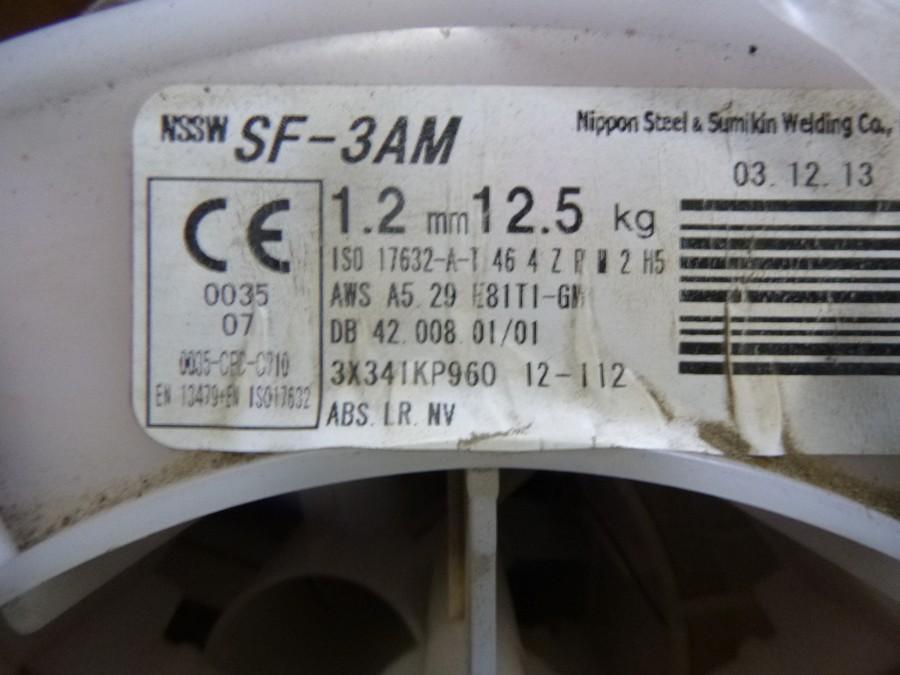 NSSW SF-3AM
Nippon Steel & Sumikin Welding Co.,
03.12.13
CE
0035
07
EN 13479+EN ISO17632
1.2 mm 12.5 kg
ISO 17632-A-T 46 4 Z P M 2 H5
AWS A5.29 E81T1-GM
DB 42.008.01/01
3X341KP960 12-112
ABS. LR. NV